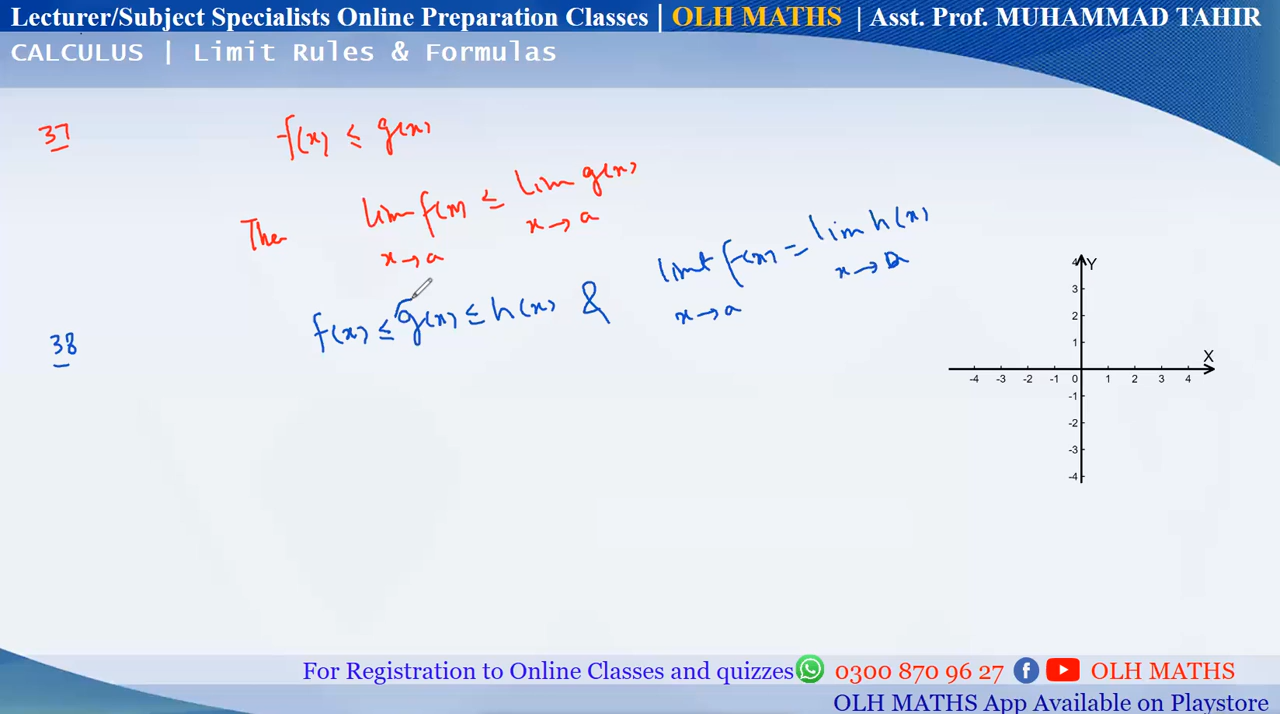 Lecturer/Subject Specialists Online Preparation Classes | OLH MATHS | Asst. Prof. MUHAMMAD TAHIR
CALCULUS | Limit Rules & Formulas
37
f(x) ≤ g(x)
Then lim f(x) ≤ lim g(x)
x→a x→a
38
f(x) ≤ g(x) ≤ h(x) & limt f(x) = lim h(x)
x→a x→a
Y
4
3
2
1
X
-4 -3 -2 -1 0 1 2 3 4
-1
-2
-3
-4
For Registration to Online Classes and quizzes 0300 870 96 27 f OLH MATHS
OLH MATHS App Available on Playstore